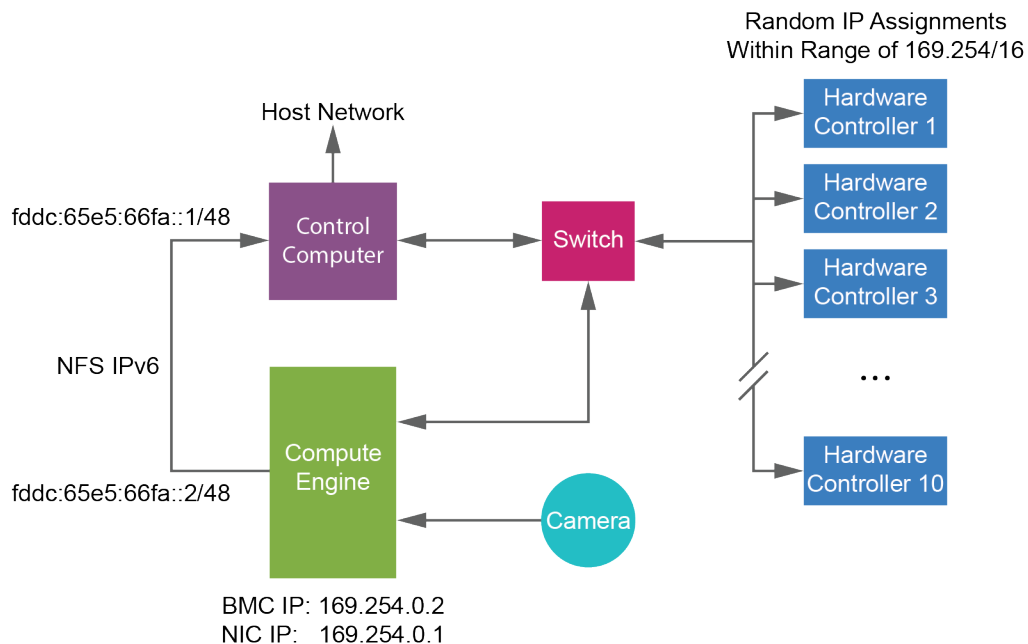 Random IP Assignments
Within Range of 169.254/16
Host Network
Hardware
Controller 1
Hardware
Controller 2
fddc:65e5:66fa::1/48
Control
Computer
Switch
Hardware
Controller 3
NFS IPv6
...
Compute
Engine
Hardware
Controller 10
fddc:65e5:66fa::2/48
Camera
BMC IP: 169.254.0.2
NIC IP: 169.254.0.1